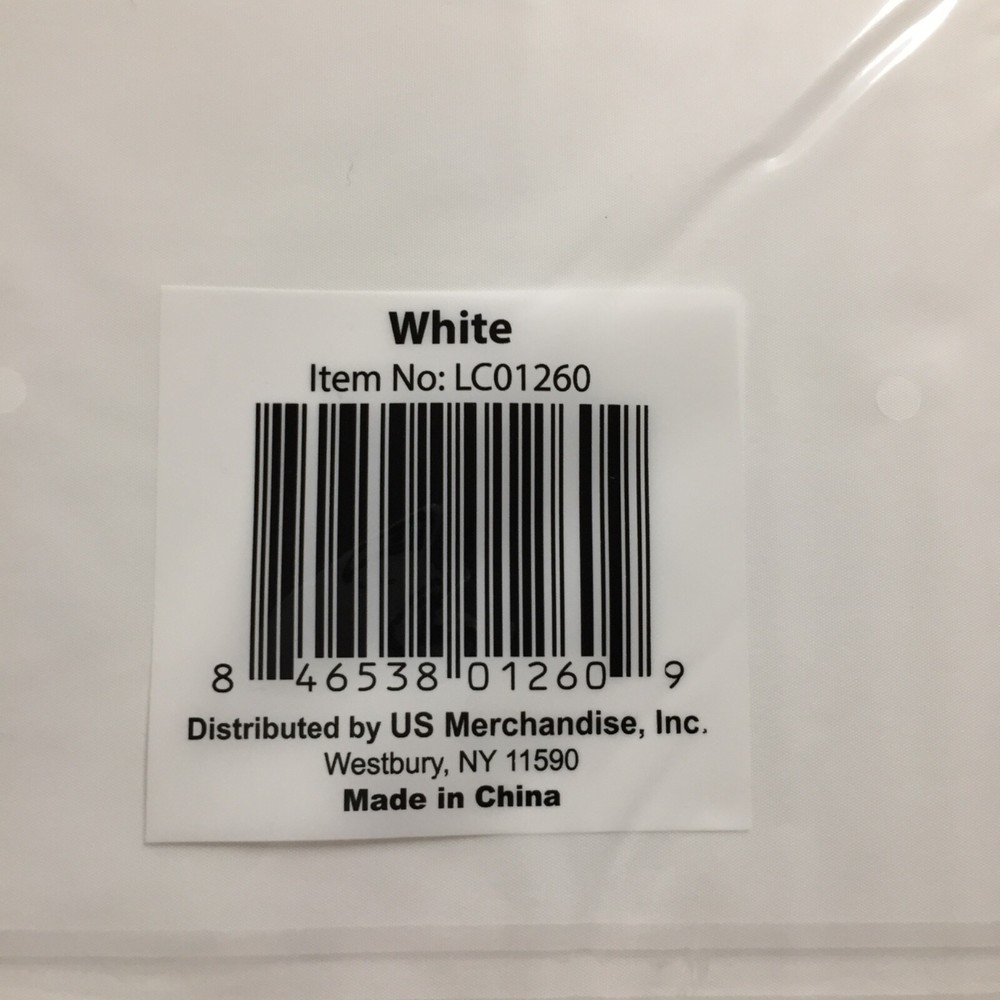 White
Item No: LC01260
8 46538 01260 9
Distributed by US Merchandise, Inc.
Westbury, NY 11590
Made in China